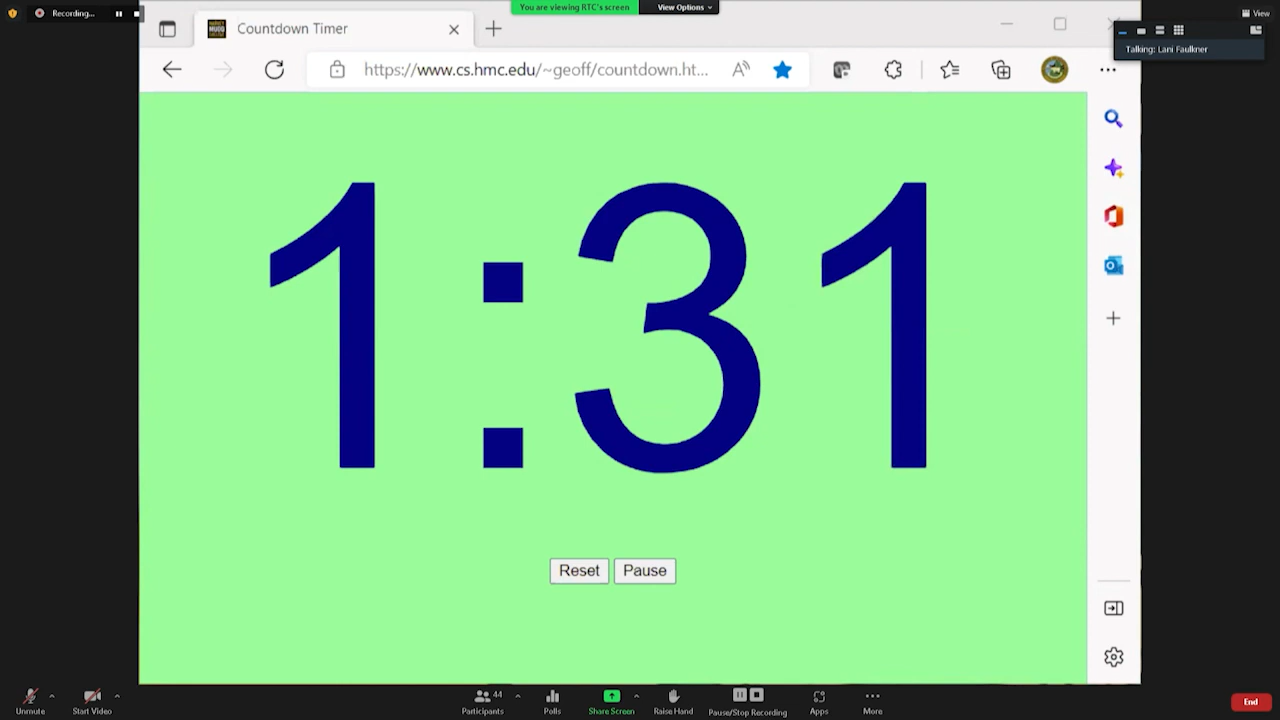 Recording...
You are viewing RTC's screen
View Options
View
Countdown Timer
Talking: Lani Faulkner
https://www.cs.hmc.edu/~geoff/countdown.ht...
1:31
Reset
Pause
Unmute
Start Video
44
Participants
Polls
Share Screen
Raise Hand
Pause/Stop Recording
Apps
More
End